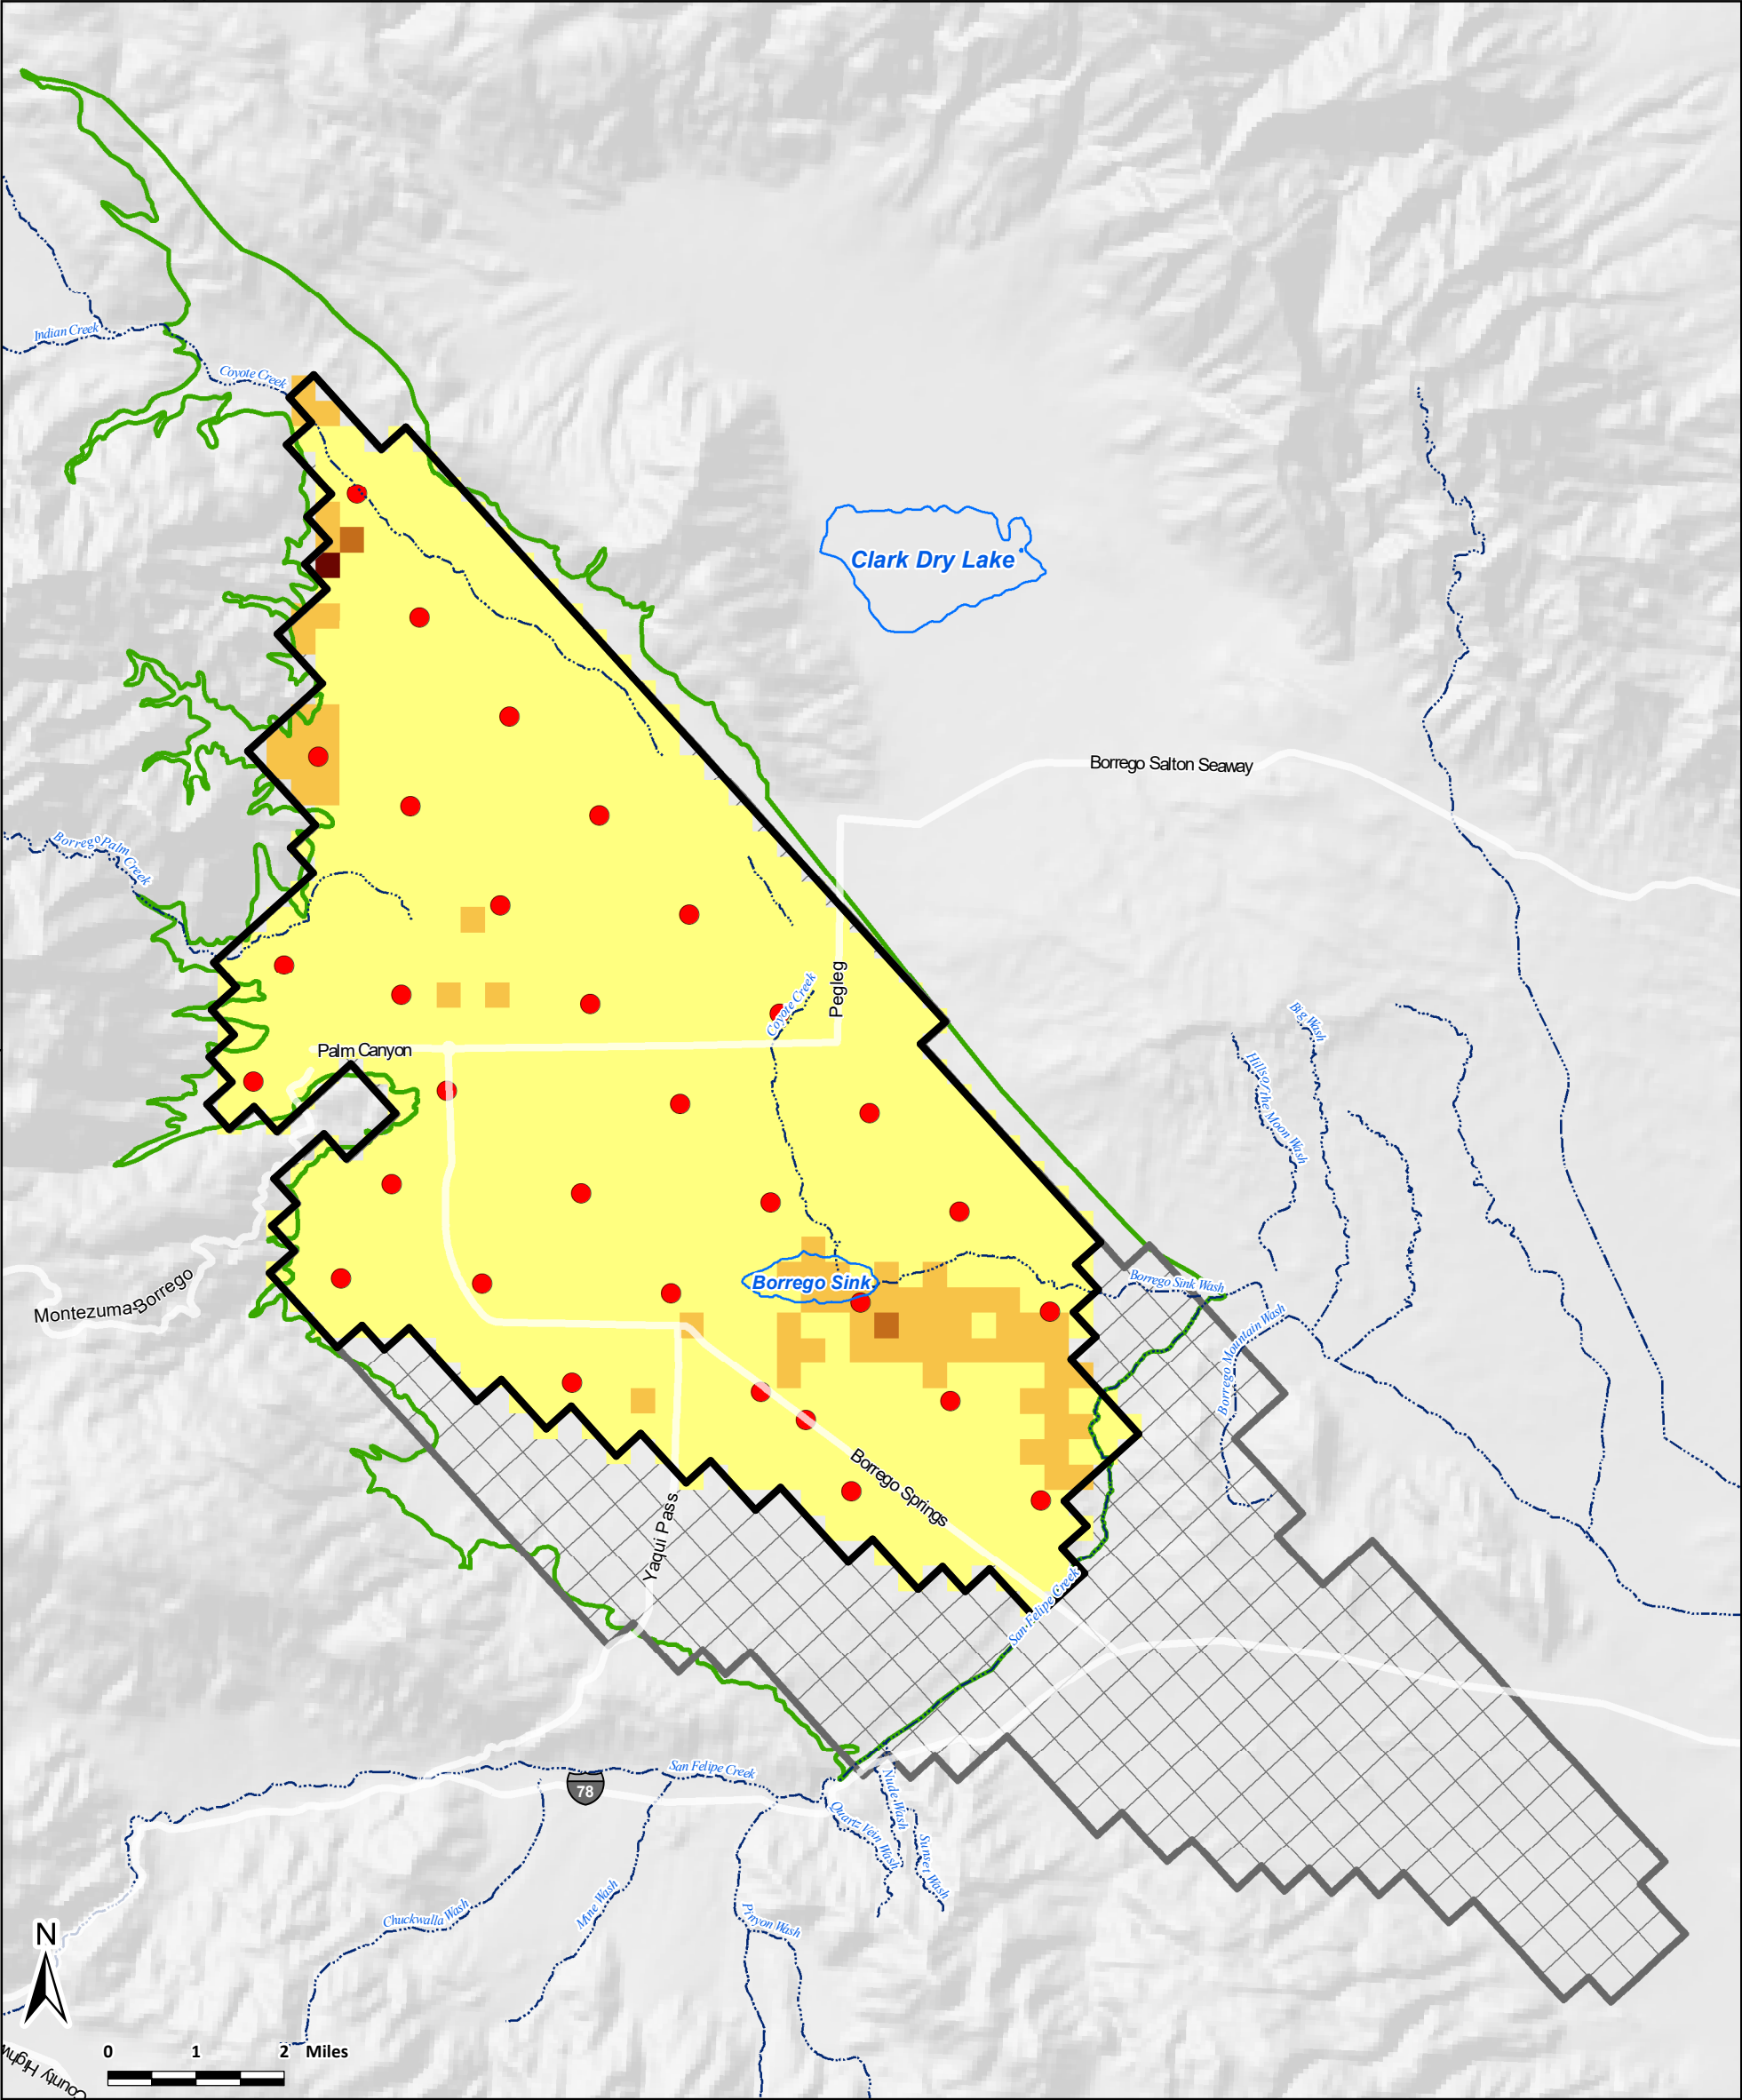 Indian Creek
Coyote Creek
Clark Dry Lake
Borrego Salton Seaway
Borrego Palm Creek
Pegleg
Coyote Creek
Big Wash
Hills of the Moon Wash
Palm Canyon
Borrego Sink
Borrego Sink Wash
Montezuma-Borrego
Borrego Mountain Wash
Borrego Springs
Yaqui Pass
San Felipe Creek
San Felipe Creek
78
Nude Wash
Quartz Vein Wash
Sunset Wash
Chuckwalla Wash
Mine Wash
Pinyon Wash
N
0 1 2 Miles
County Highw